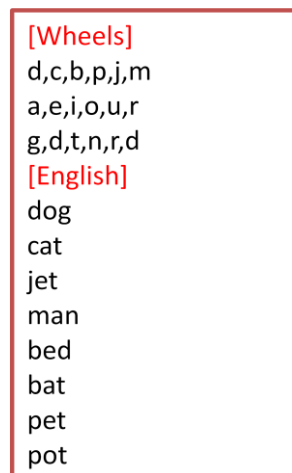 [Wheels]
d,c,b,p,j,m
a,e,i,o,u,r
g,d,t,n,r,d
[English]
dog
cat
jet
man
bed
bat
pet
pot